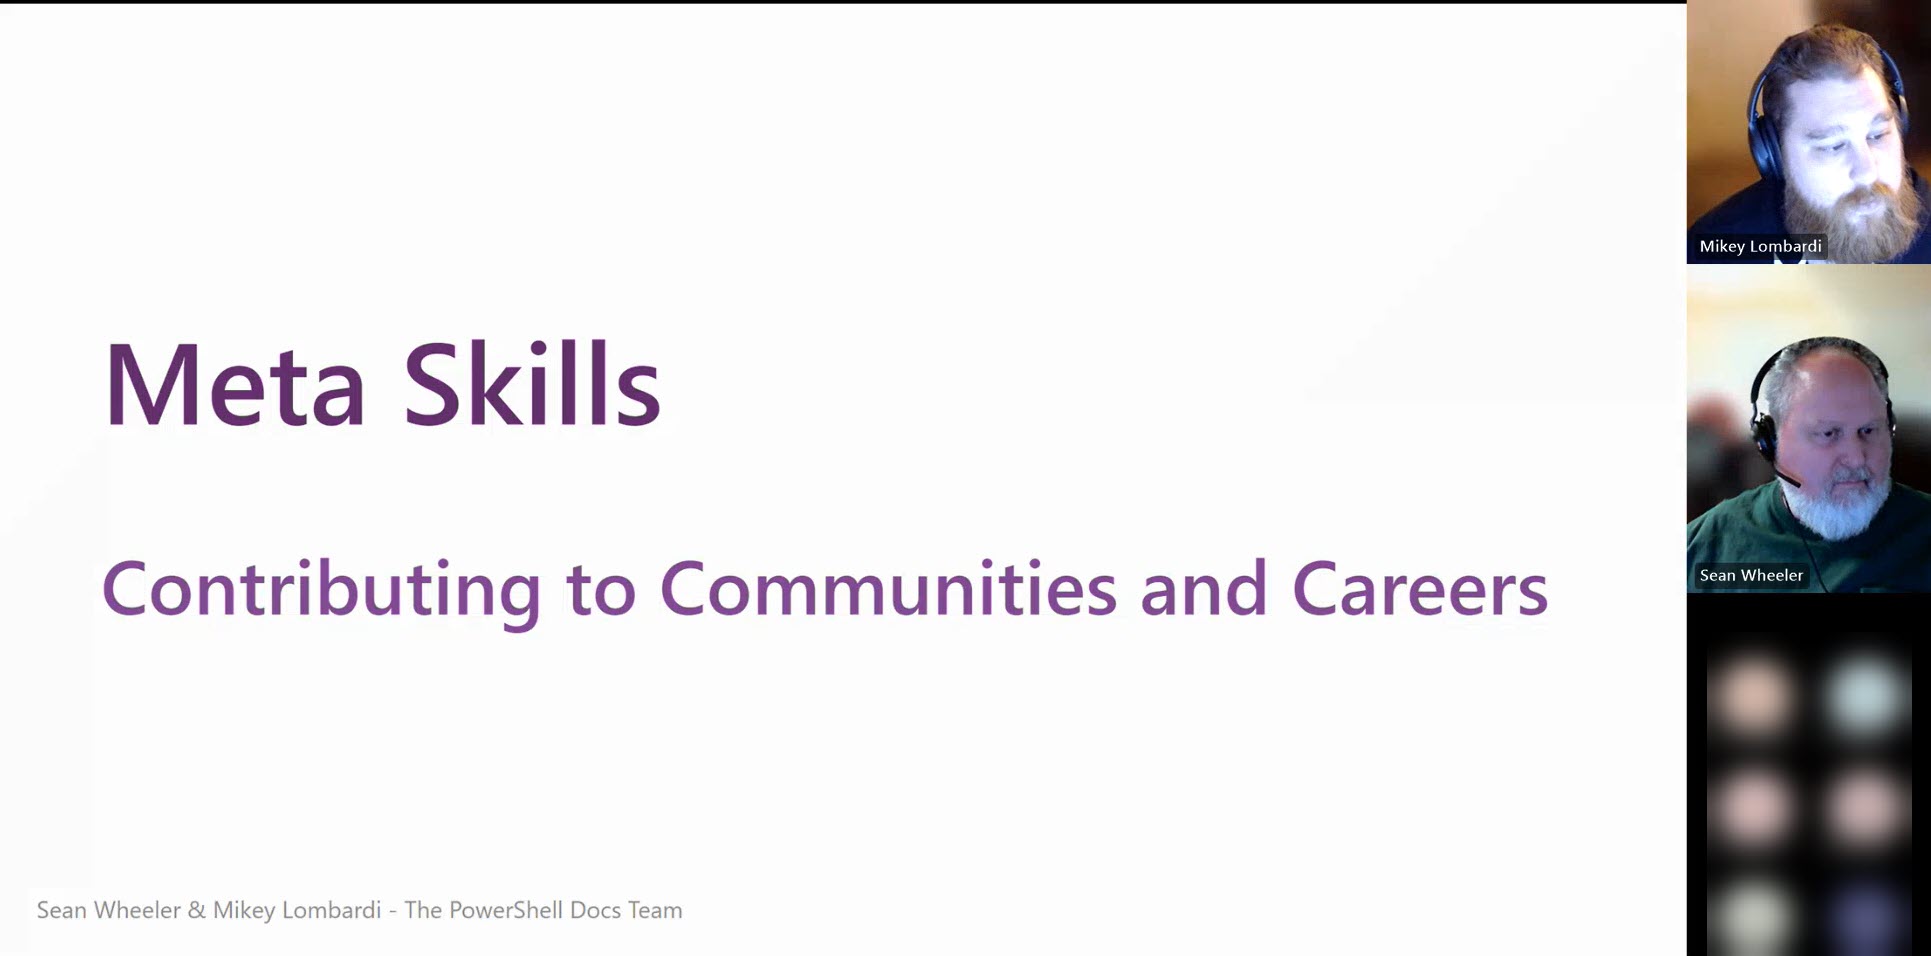 Meta Skills
Contributing to Communities and Careers
Sean Wheeler & Mikey Lombardi - The PowerShell Docs Team
Mikey Lombardi
Sean Wheeler